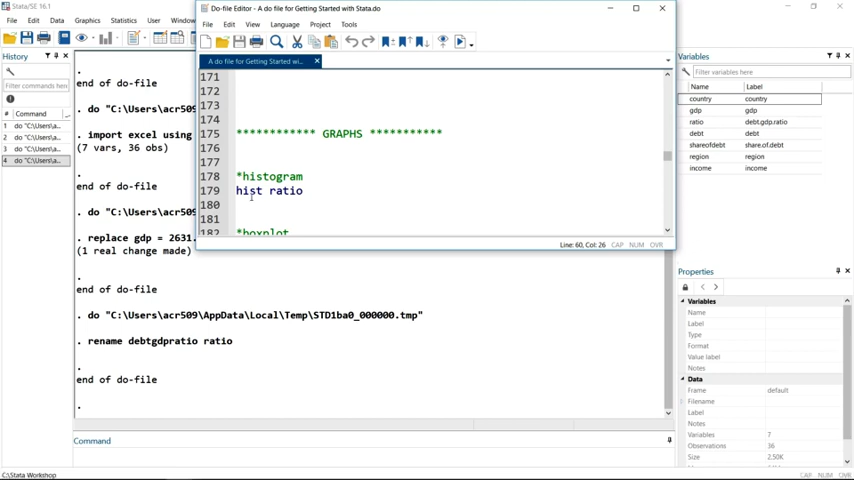 Stata/SE 16.1
File Edit Data Graphics Statistics User Window
History
Filter commands here
# Command
1 do "C:\Users\a...
2 do "C:\Users\a...
3 do "C:\Users\a...
4 do "C:\Users\a...
.
end of do-file
. do "C:\Users\acr509
. import excel using
(7 vars, 36 obs)
.
end of do-file
. do "C:\Users\acr509
. replace gdp = 2631.
(1 real change made)
.
end of do-file
. do "C:\Users\acr509\AppData\Local\Temp\STD1ba0_000000.tmp"
. rename debtgdpratio ratio
.
end of do-file
.
Command
C:\Stata Workshop
Do-file Editor - A do file for Getting Started with Stata.do
File Edit View Language Project Tools
A do file for Getting Started wi...
171
172
173
174
175 ************ GRAPHS ***********
176
177
178 *histogram
179 hist ratio
180
181
182 *boxplot
Line: 60, Col: 26 CAP NUM OVR
Variables
Filter variables here
Name Label
country country
gdp gdp
ratio debt.gdp.ratio
debt debt
shareofdebt share.of.debt
region region
income income
Properties
Variables
Name
Label
Type
Format
Value label
Notes
Data
Frame default
Filename
Label
Notes
Variables 7
Observations 36
Size 2.50K
CAP NUM OVR